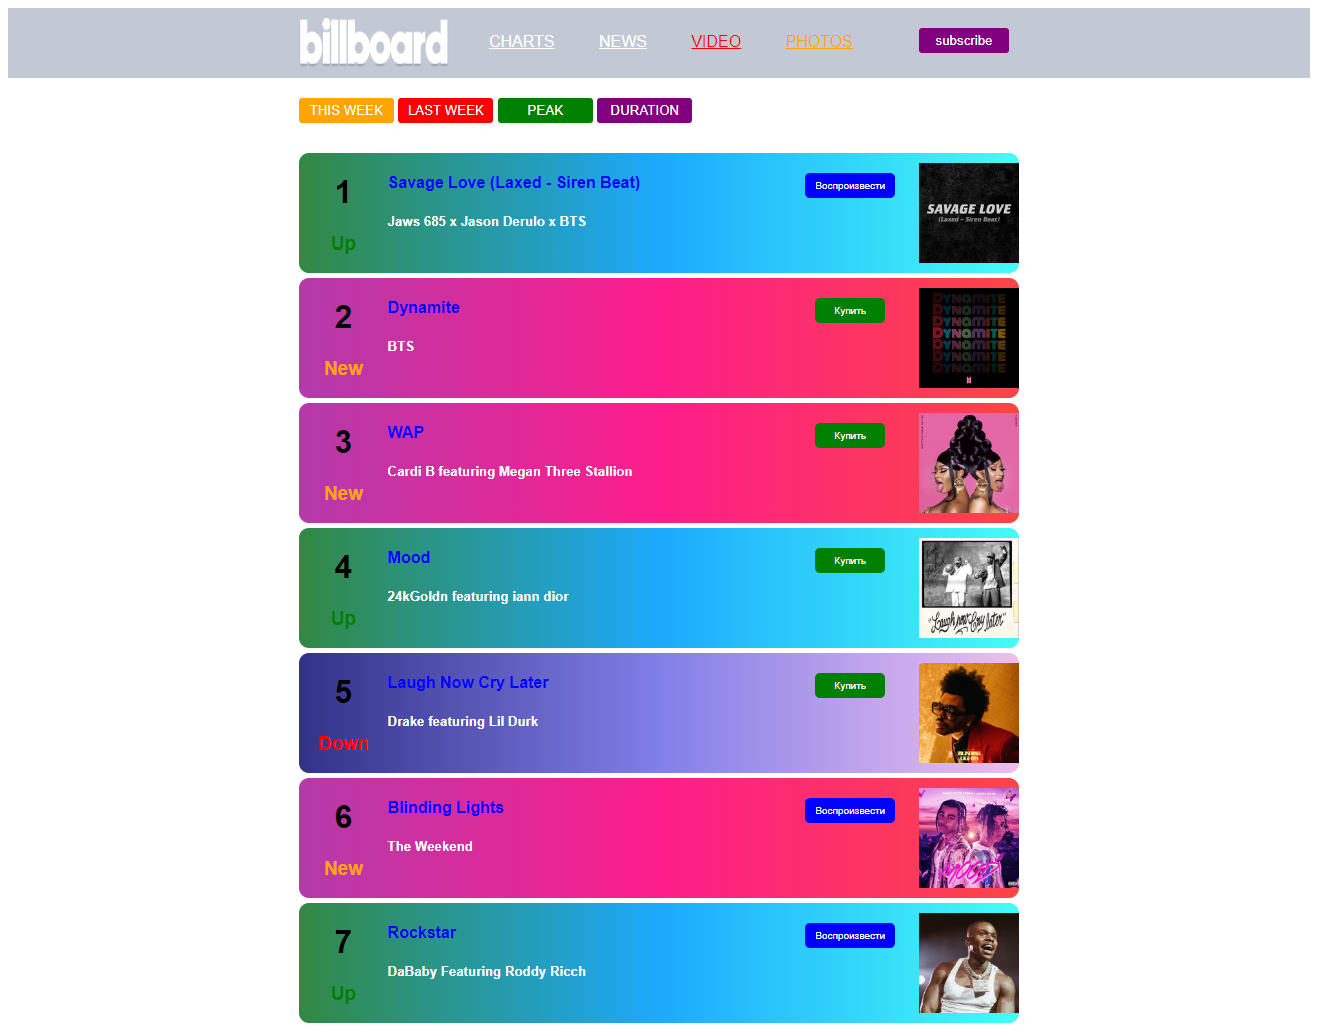 billboard CHARTS NEWS VIDEO PHOTOS subscribe
THIS WEEK LAST WEEK PEAK DURATION
1 Savage Love (Laxed - Siren Beat) Воспроизвести
Jaws 685 x Jason Derulo x BTS
Up
SAVAGE LOVE
(Laxed - Siren Beat)
2 Dynamite Купить
BTS
New
DYNAMITE
DYNAMITE
DYNAMITE
DYNAMITE
DYNAMITE
DYNAMITE
DYNAMITE
3 WAP Купить
Cardi B featuring Megan Three Stallion
New
4 Mood Купить
24kGoldn featuring iann dior
Up
"Laugh now Cry later"
5 Laugh Now Cry Later Купить
Drake featuring Lil Durk
Down
BLINDING
LIGHTS
6 Blinding Lights Воспроизвести
The Weekend
New
MOOD
7 Rockstar Воспроизвести
DaBaby Featuring Roddy Ricch
Up